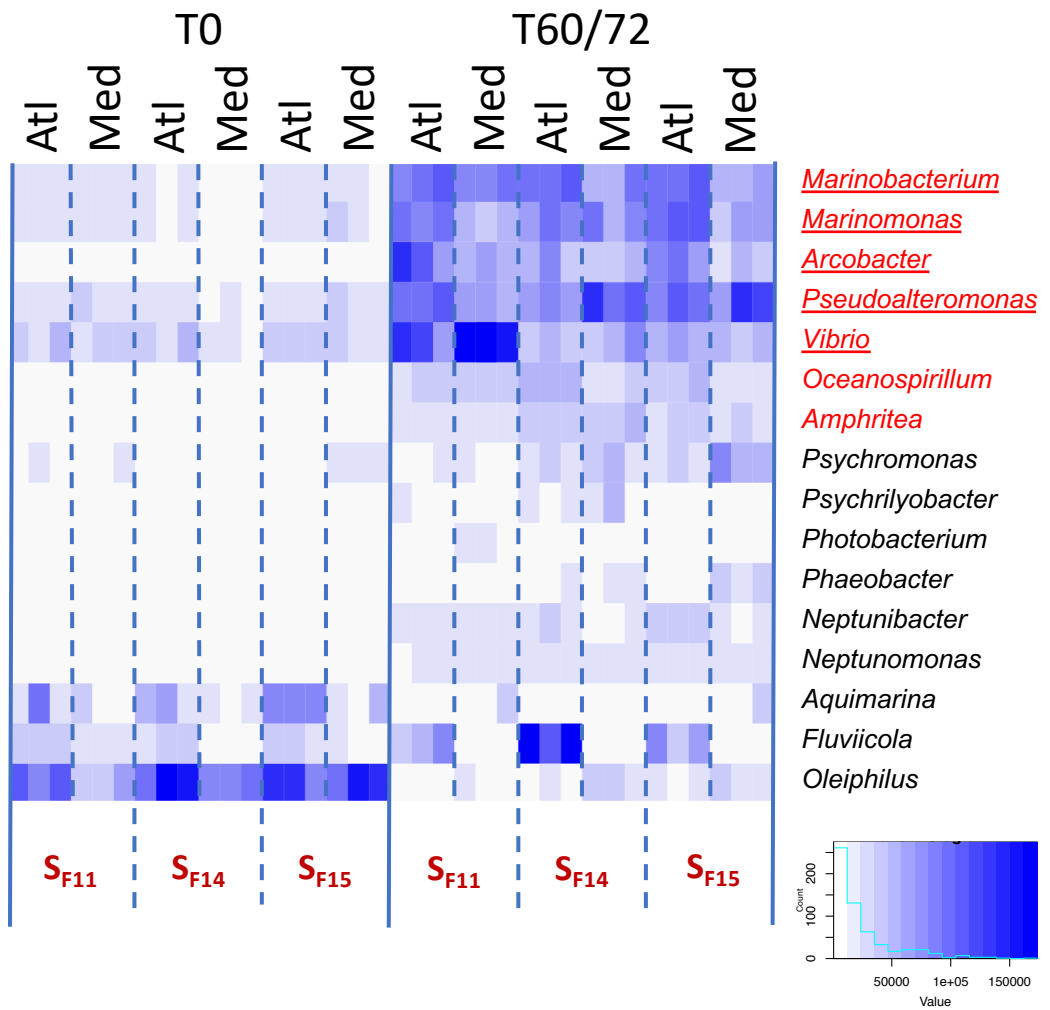 T0 T60/72
Atl Med Atl Med Atl Med Atl Med Atl Med Atl Med
Marinobacterium
Marinomonas
Arcobacter
Pseudoalteromonas
Vibrio
Oceanospirillum
Amphritea
Psychromonas
Psychrilyobacter
Photobacterium
Phaeobacter
Neptunibacter
Neptunomonas
Aquimarina
Fluviicola
Oleiphilus
SF11 SF14 SF15 SF11 SF14 SF15
Count
200
100
0
50000 1e+05 150000
Value